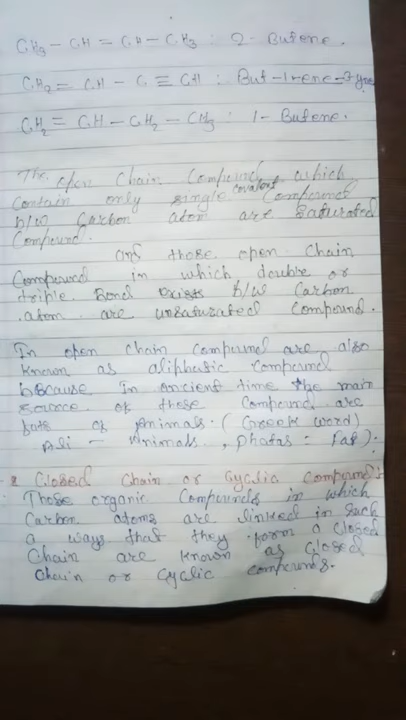 CH3 - CH = CH - CH3 : 2-Butene.
CH2 = CH - C ≡ CH : But-1-ene-3yne
CH2 = CH - CH2 - CH3 : 1-Butene.
The open Chain Compound which
Contain only single covalent Compound
b/w Carbon atom are Saturated
Compound.
And those open Chain
Compound in which double or
triple Bond exists b/w Carbon
atom are unsaturated Compound.
In open Chain Compound are also
Known as aliphatic Compound
because In ancient time the main
source of these Compound are
fats of Animals. (Greek word)
Ali - Animals, photas = fat).
2 Closed Chain or Cyclic Compound :
Those organic Compounds in which
Carbon atoms are linked in such
a ways that they form a closed
Chain are known as Closed
Chain or Cyclic compounds.